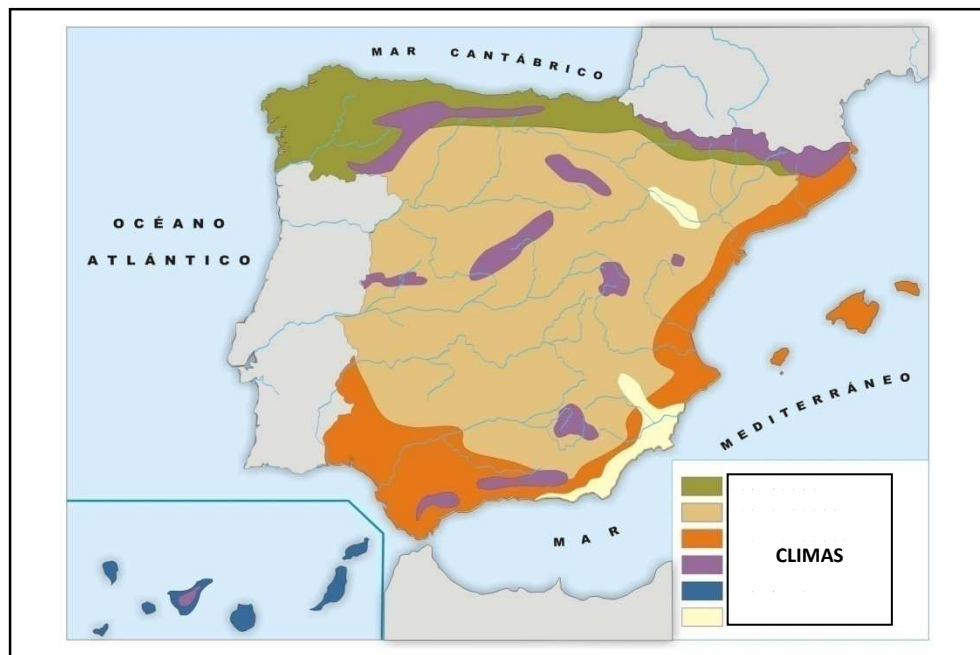 MAR CANTÁBRICO
OCÉANO
ATLÁNTICO
MEDITERRÁNEO
MAR
CLIMAS